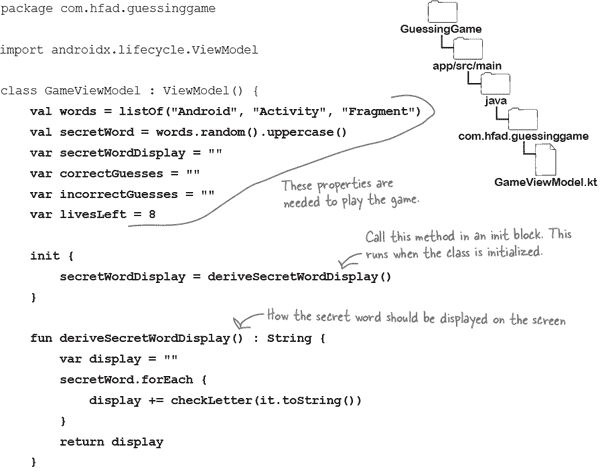 package com.hfad.guessinggame
import androidx.lifecycle.ViewModel
class GameViewModel : ViewModel() {
val words = listOf("Android", "Activity", "Fragment")
val secretWord = words.random().uppercase()
var secretWordDisplay = ""
var correctGuesses = ""
var incorrectGuesses = ""
var livesLeft = 8
These properties are
needed to play the game.
GuessingGame
app/src/main
java
com.hfad.guessinggame
GameViewModel.kt
init {
Call this method in an init block. This
runs when the class is initialized.
secretWordDisplay = deriveSecretWordDisplay()
}
How the secret word should be displayed on the screen
fun deriveSecretWordDisplay() : String {
var display = ""
secretWord.forEach {
display += checkLetter(it.toString())
}
return display
}